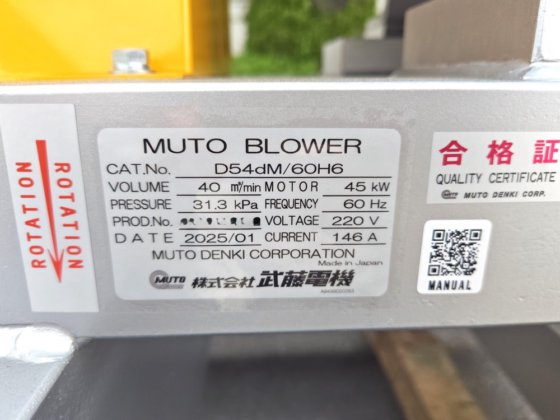 ROTATION
ROTATION
MUTO BLOWER
CAT.No. D54dM/60H6
VOLUME 40 m³/min MOTOR 45 kW
PRESSURE 31.3 kPa FREQUENCY 60 Hz
PROD.No. VOLTAGE 220 V
DATE 2025/01 CURRENT 146 A
MUTO DENKI CORPORATION
Made in Japan
MUTO 株式会社 武藤電機
合格証
QUALITY CERTIFICATE
MUTO DENKI CORP.
MANUAL